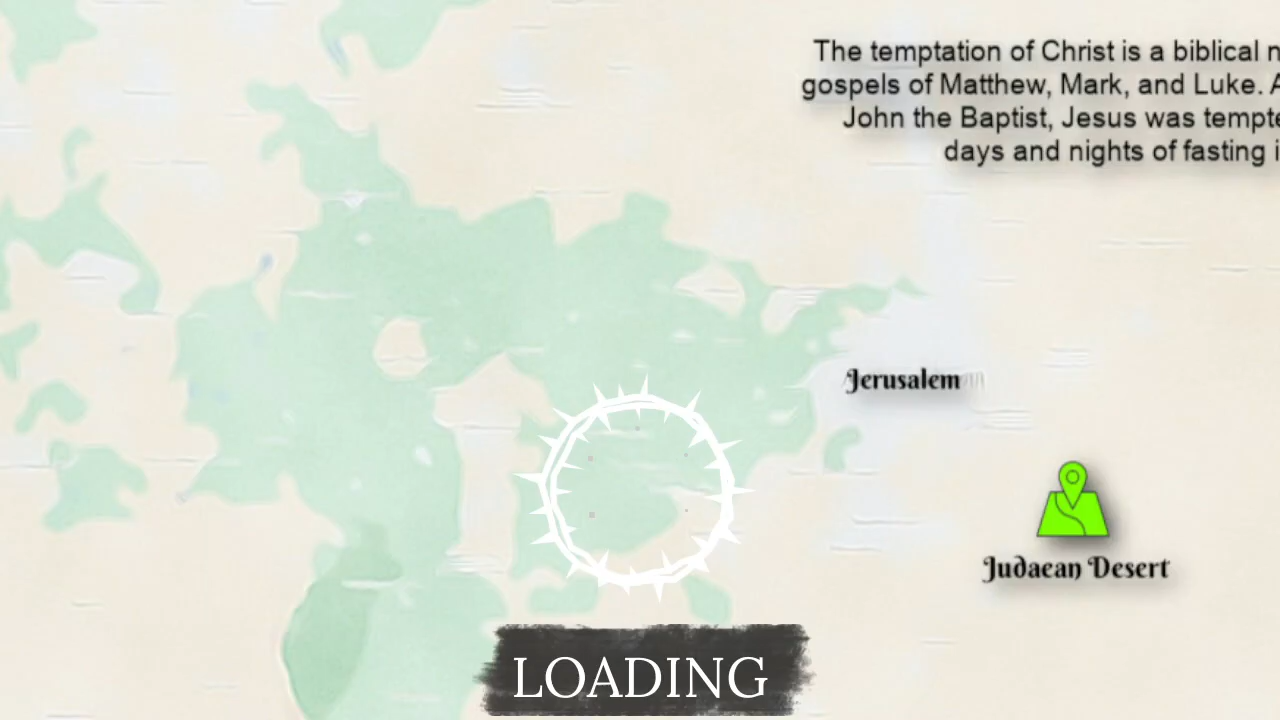 The temptation of Christ is a biblical
gospels of Matthew, Mark, and Luke.
John the Baptist, Jesus was
days and nights of fasting
Jerusalem
Judaean Desert
LOADING